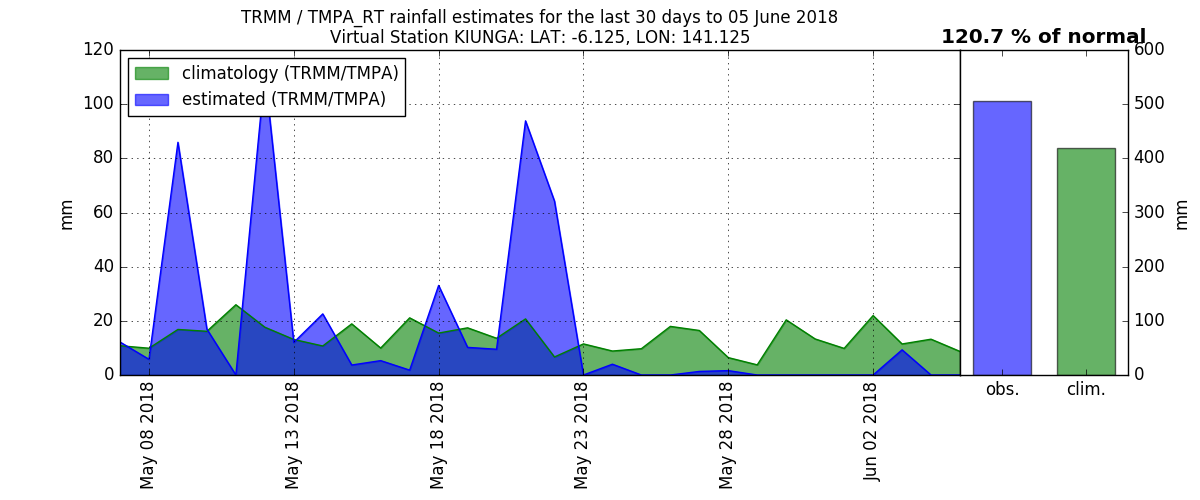 TRMM / TMPA_RT rainfall estimates for the last 30 days to 05 June 2018
Virtual Station KIUNGA: LAT: -6.125, LON: 141.125
120.7 % of normal
climatology (TRMM/TMPA)
estimated (TRMM/TMPA)
mm
120
100
80
60
40
20
0
May 08 2018
May 13 2018
May 18 2018
May 23 2018
May 28 2018
Jun 02 2018
600
500
400
300
200
100
0
mm
obs.
clim.